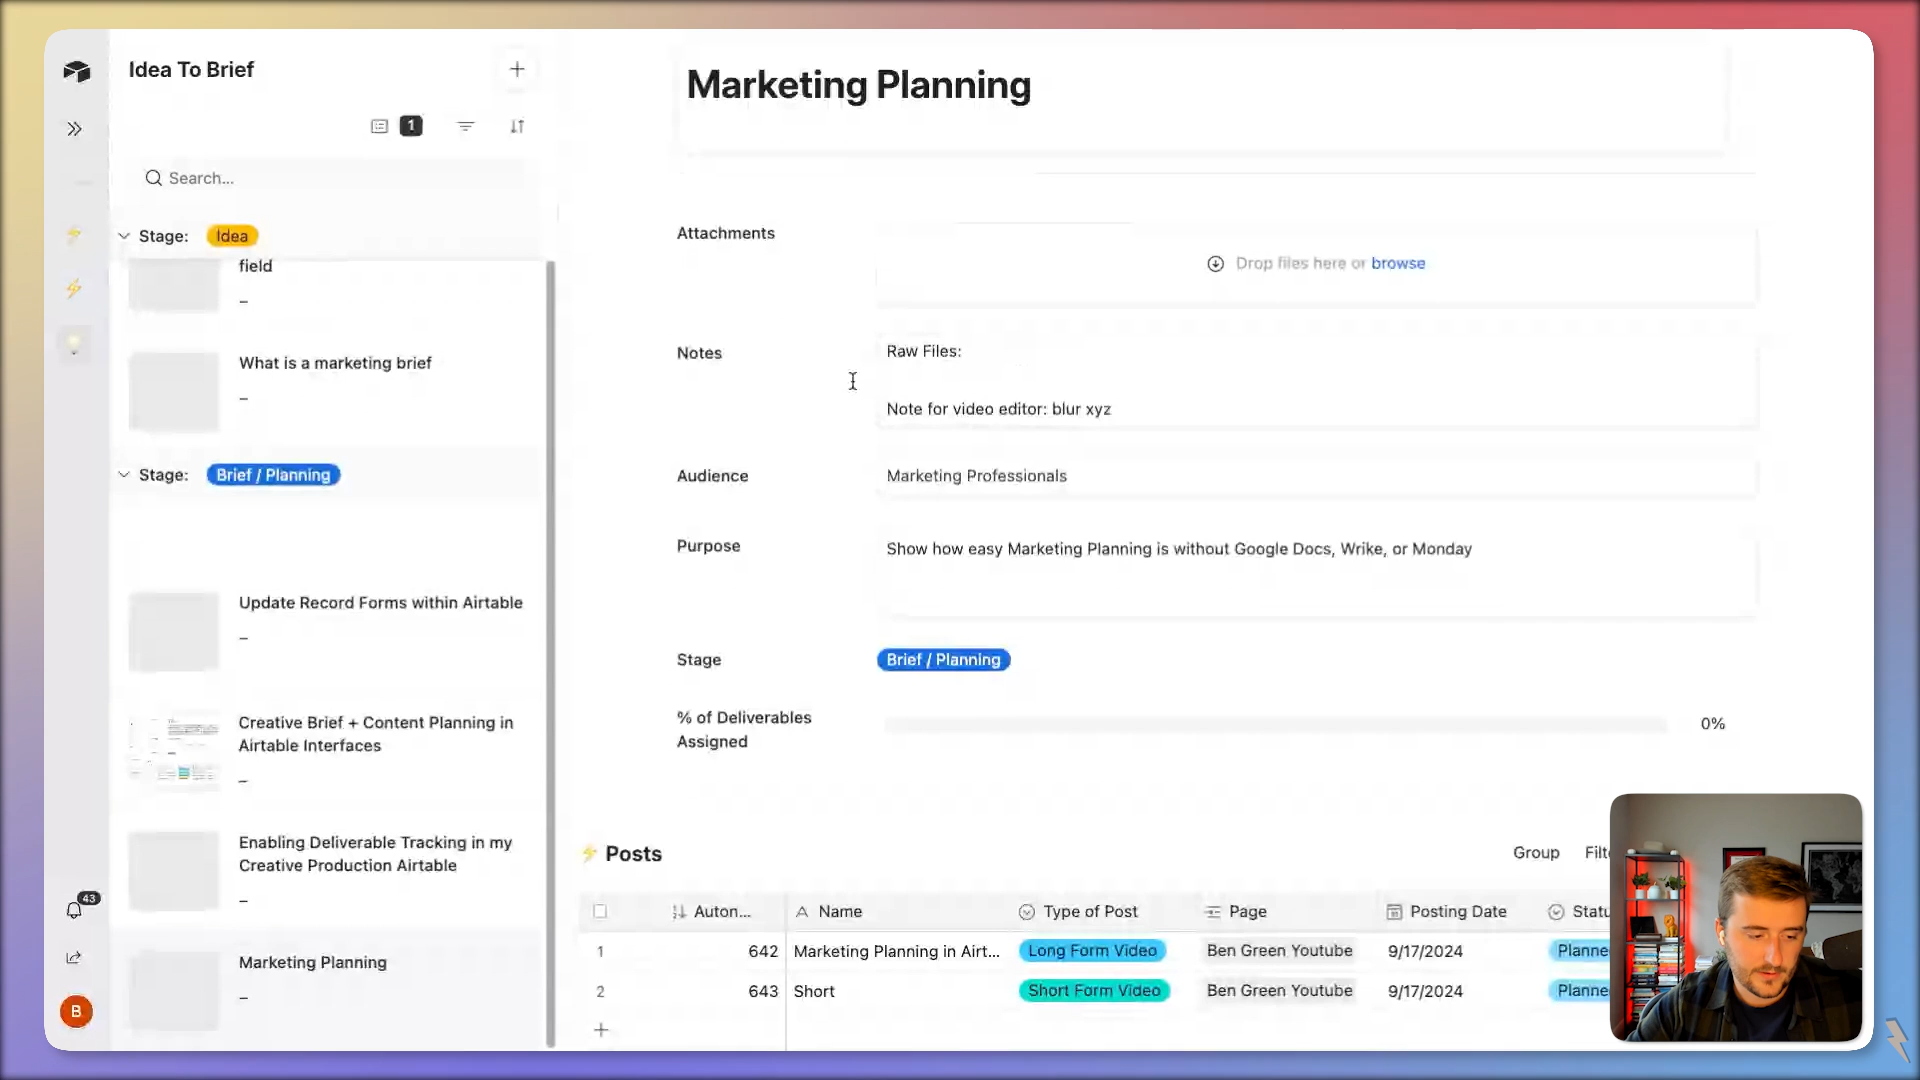 Idea To Brief
1
Search...
Stage: Idea
field
–
What is a marketing brief
–
Stage: Brief / Planning
Update Record Forms within Airtable
–
Creative Brief + Content Planning in
Airtable Interfaces
–
Enabling Deliverable Tracking in my
Creative Production Airtable
–
Marketing Planning
–
43
B
Marketing Planning
Attachments
Drop files here or browse
Notes
Raw Files:
Note for video editor: blur xyz
Audience
Marketing Professionals
Purpose
Show how easy Marketing Planning is without Google Docs, Wrike, or Monday
Stage
Brief / Planning
% of Deliverables
Assigned
0%
Posts
Group Filte
Auton... Name Type of Post Page Posting Date Statu
1 642 Marketing Planning in Airt... Long Form Video Ben Green Youtube 9/17/2024 Planne
2 643 Short Short Form Video Ben Green Youtube 9/17/2024 Planne